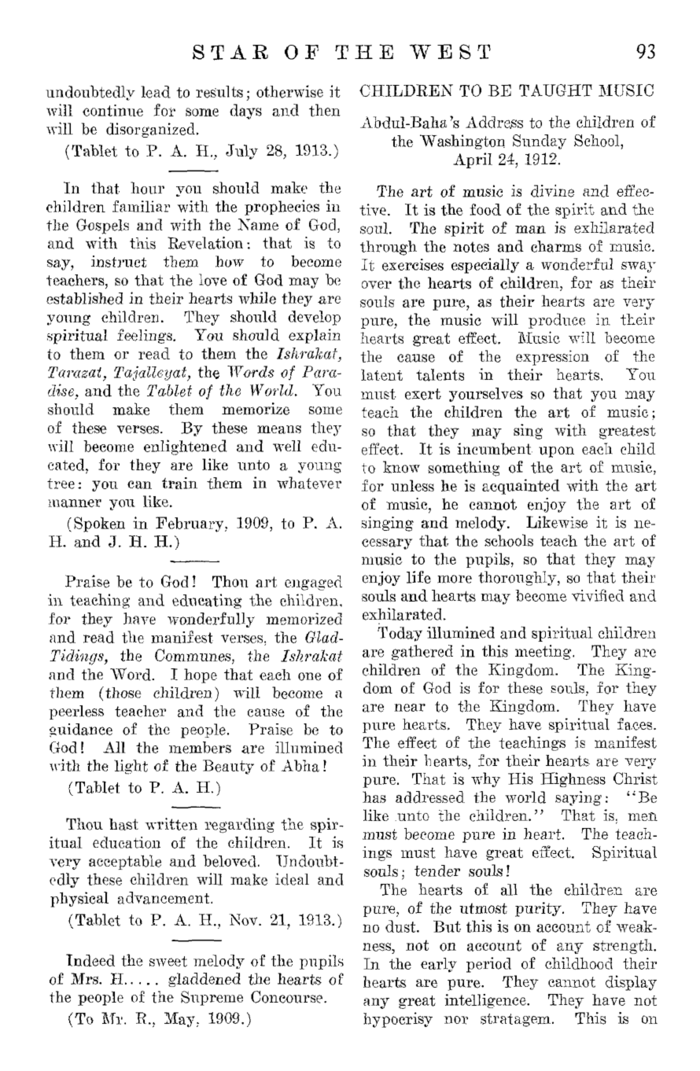 STAR OF THE WEST 93
undoubtedly lead to results; otherwise it
will continue for some days and then
will be disorganized.
(Tablet to P. A. H., July 28, 1913.)
In that hour you should make the
children familiar with the prophecies in
the Gospels and with the Name of God,
and with this Revelation: that is to
say, instruct them how to become
teachers, so that the love of God may be
established in their hearts while they are
young children. They should develop
spiritual feelings. You should explain
to them or read to them the Ishrakat,
Tarazat, Tajalleyat, the Words of Para-
dise, and the Tablet of the World. You
should make them memorize some
of these verses. By these means they
will become enlightened and well edu-
cated, for they are like unto a young
tree: you can train them in whatever
manner you like.
(Spoken in February, 1909, to P. A.
H. and J. H. H.)
Praise be to God! Thou art engaged
in teaching and educating the children,
for they have wonderfully memorized
and read the manifest verses, the Glad-
Tidings, the Communes, the Ishrakat
and the Word. I hope that each one of
them (those children) will become a
peerless teacher and the cause of the
guidance of the people. Praise be to
God! All the members are illumined
with the light of the Beauty of Abha!
(Tablet to P. A. H.)
Thou hast written regarding the spir-
itual education of the children. It is
very acceptable and beloved. Undoubt-
edly these children will make ideal and
physical advancement.
(Tablet to P. A. H., Nov. 21, 1913.)
Indeed the sweet melody of the pupils
of Mrs. H..... gladdened the hearts of
the people of the Supreme Concourse.
(To Mr. R., May, 1909.)
CHILDREN TO BE TAUGHT MUSIC
Abdul-Baha's Address to the children of
the Washington Sunday School,
April 24, 1912.
The art of music is divine and effec-
tive. It is the food of the spirit and the
soul. The spirit of man is exhilarated
through the notes and charms of music.
It exercises especially a wonderful sway
over the hearts of children, for as their
souls are pure, as their hearts are very
pure, the music will produce in their
hearts great effect. Music will become
the cause of the expression of the
latent talents in their hearts. You
must exert yourselves so that you may
teach the children the art of music;
so that they may sing with greatest
effect. It is incumbent upon each child
to know something of the art of music,
for unless he is acquainted with the art
of music, he cannot enjoy the art of
singing and melody. Likewise it is ne-
cessary that the schools teach the art of
music to the pupils, so that they may
enjoy life more thoroughly, so that their
souls and hearts may become vivified and
exhilarated.
Today illumined and spiritual children
are gathered in this meeting. They are
children of the Kingdom. The King-
dom of God is for these souls, for they
are near to the Kingdom. They have
pure hearts. They have spiritual faces.
The effect of the teachings is manifest
in their hearts, for their hearts are very
pure. That is why His Highness Christ
has addressed the world saying: "Be
like unto the children." That is, men
must become pure in heart. The teach-
ings must have great effect. Spiritual
souls; tender souls!
The hearts of all the children are
pure, of the utmost purity. They have
no dust. But this is on account of weak-
ness, not on account of any strength.
In the early period of childhood their
hearts are pure. They cannot display
any great intelligence. They have not
hypocrisy nor stratagem. This is on